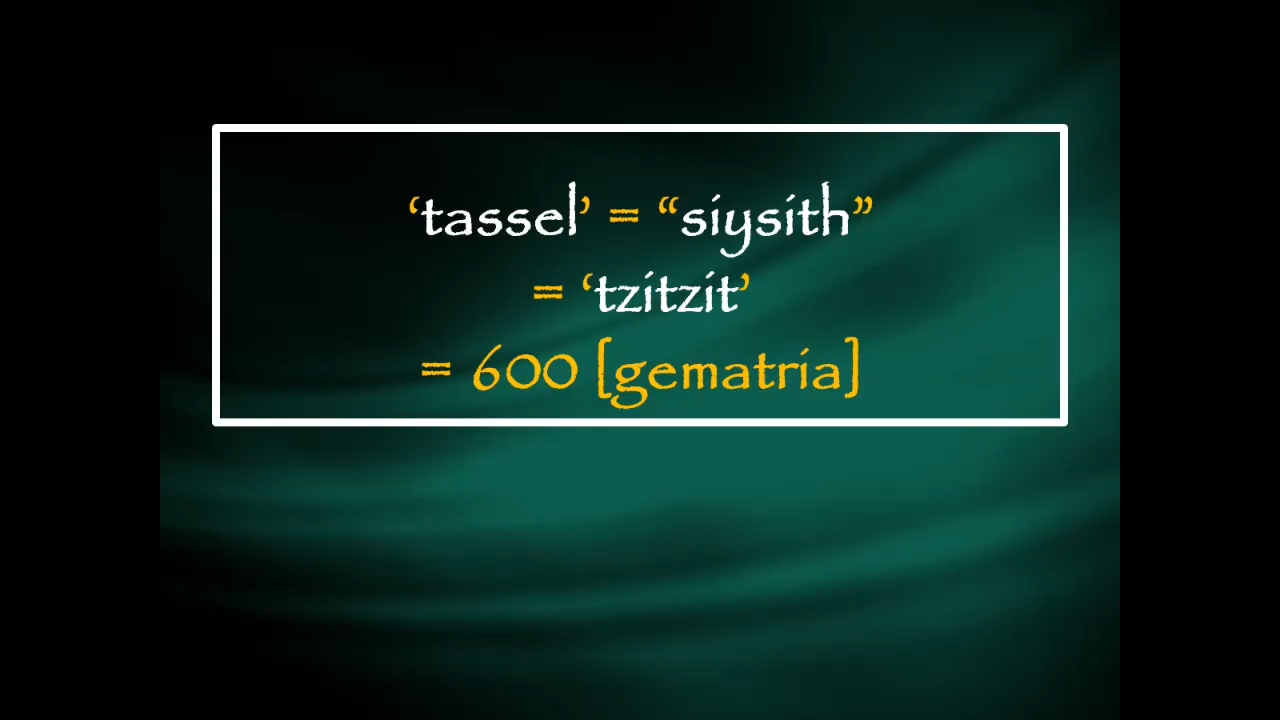 ‘tassel’ = “siysith”
= ‘tzitzit’
= 600 [gematria]